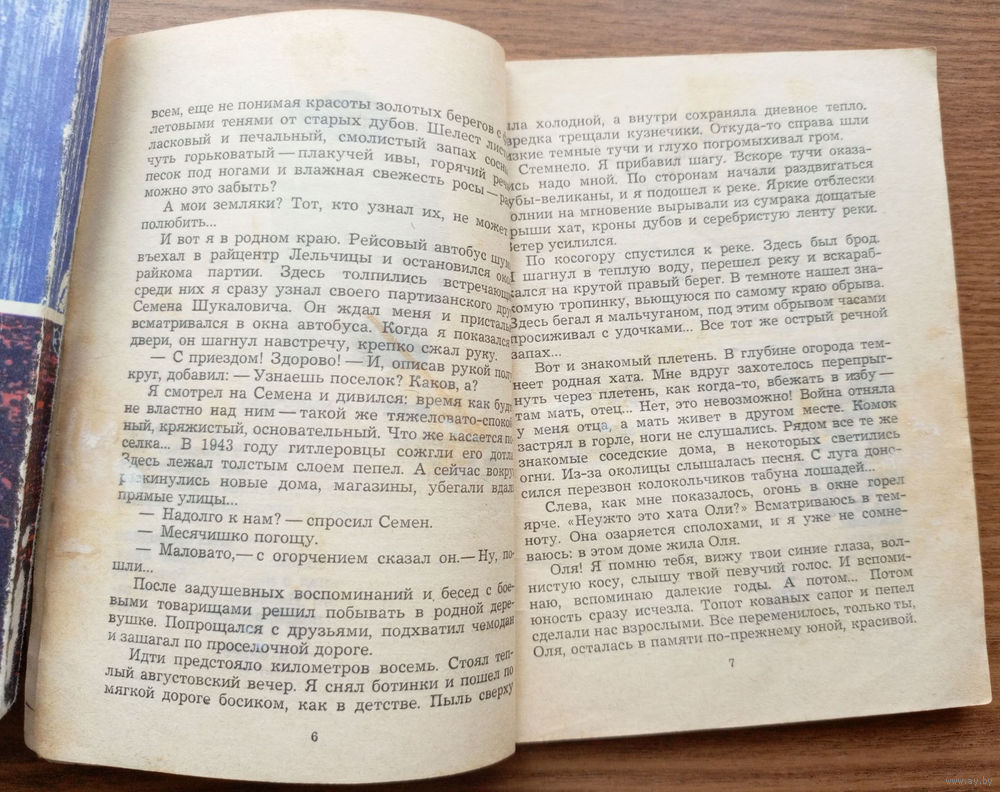 всем, еще не понимая красоты золотых берегов с
летовыми тенями от старых дубов. Шелест
ласковый и печальный, смолистый запах
чуть горьковатый — плакучей ивы, горячий
песок под ногами и влажная свежесть росы —
можно это забыть?
А мои земляки? Тот, кто узнал их, не может
полюбить...
И вот я в родном краю. Рейсовый автобус
въехал в райцентр Лельчицы и остановился
райкома партии. Здесь толпились
среди них я сразу узнал своего партизанского
Семена Шукаловича. Он ждал меня и
всматривался в окна автобуса. Когда я показался
двери, он шагнул навстречу, крепко сжал руку.
— С приездом! Здорово! — И, описав рукой
круг, добавил: — Узнаешь поселок? Каков, а?
Я смотрел на Семена и дивился: время как
не властно над ним — такой же
ный, кряжистый, основательный. Что же касается по
селка... В 1943 году гитлеровцы сожгли его
Здесь лежал толстым слоем пепел. А сейчас
раскинулись новые дома, магазины, убегали
прямые улицы...
— Надолго к нам? — спросил Семен.
— Месячишко погощу.
— Маловато, — с огорчением сказал он. — Ну, по-
шли...
После задушевных воспоминаний и бесед с бое-
выми товарищами решил побывать в родной дере-
вушке. Попрощался с друзьями, подхватил чемодан
и зашагал по проселочной дороге.
Идти предстояло километров восемь. Стоял теп-
лый августовский вечер. Я снял ботинки и пошел по
мягкой дороге босиком, как в детстве. Пыль сверху
6
холодной, а внутри сохраняла дневное тепло.
трещали кузнечики. Откуда-то справа шли
темные тучи и глухо погромыхивал гром.
Стемнело. Я прибавил шагу. Вскоре тучи оказа-
лись надо мной. По сторонам начали раздвигаться
дубы-великаны, и я подошел к реке. Яркие отблески
молнии на мгновение вырывали из сумрака дощатые
крыши хат, кроны дубов и серебристую ленту реки.
Ветер усилился.
По косогору спустился к реке. Здесь был брод.
Я шагнул в теплую воду, перешел реку и вскараб-
кался на крутой правый берег. В темноте нашел зна-
комую тропинку, вьющуюся по самому краю обрыва.
Здесь бегал я мальчуганом, под этим обрывом часами
просиживал с удочками... Все тот же острый речной
запах...
Вот и знакомый плетень. В глубине огорода тем-
неет родная хата. Мне вдруг захотелось перепрыг-
нуть через плетень, как когда-то, вбежать в избу —
там мать, отец... Нет, это невозможно! Война отняла
у меня отца, а мать живет в другом месте. Комок
застрял в горле, ноги не слушались. Рядом все те же
знакомые соседские дома, в некоторых светились
огни. Из-за околицы слышалась песня. С луга доно-
сился перезвон колокольчиков табуна лошадей...
Слева, как мне показалось, огонь в окне горел
ярче. «Неужто это хата Оли?» Всматриваюсь в тем-
ноту. Она озаряется сполохами, и я уже не сомне-
ваюсь: в этом доме жила Оля.
Оля! Я помню тебя, вижу твои синие глаза, вол-
нистую косу, слышу твой певучий голос. И вспоми-
наю, вспоминаю далекие годы. А потом... Потом
юность сразу исчезла. Топот кованых сапог и пепел
сделали нас взрослыми. Все переменилось, только ты,
Оля, осталась в памяти по-прежнему юной, красивой.
7
www.ay.by